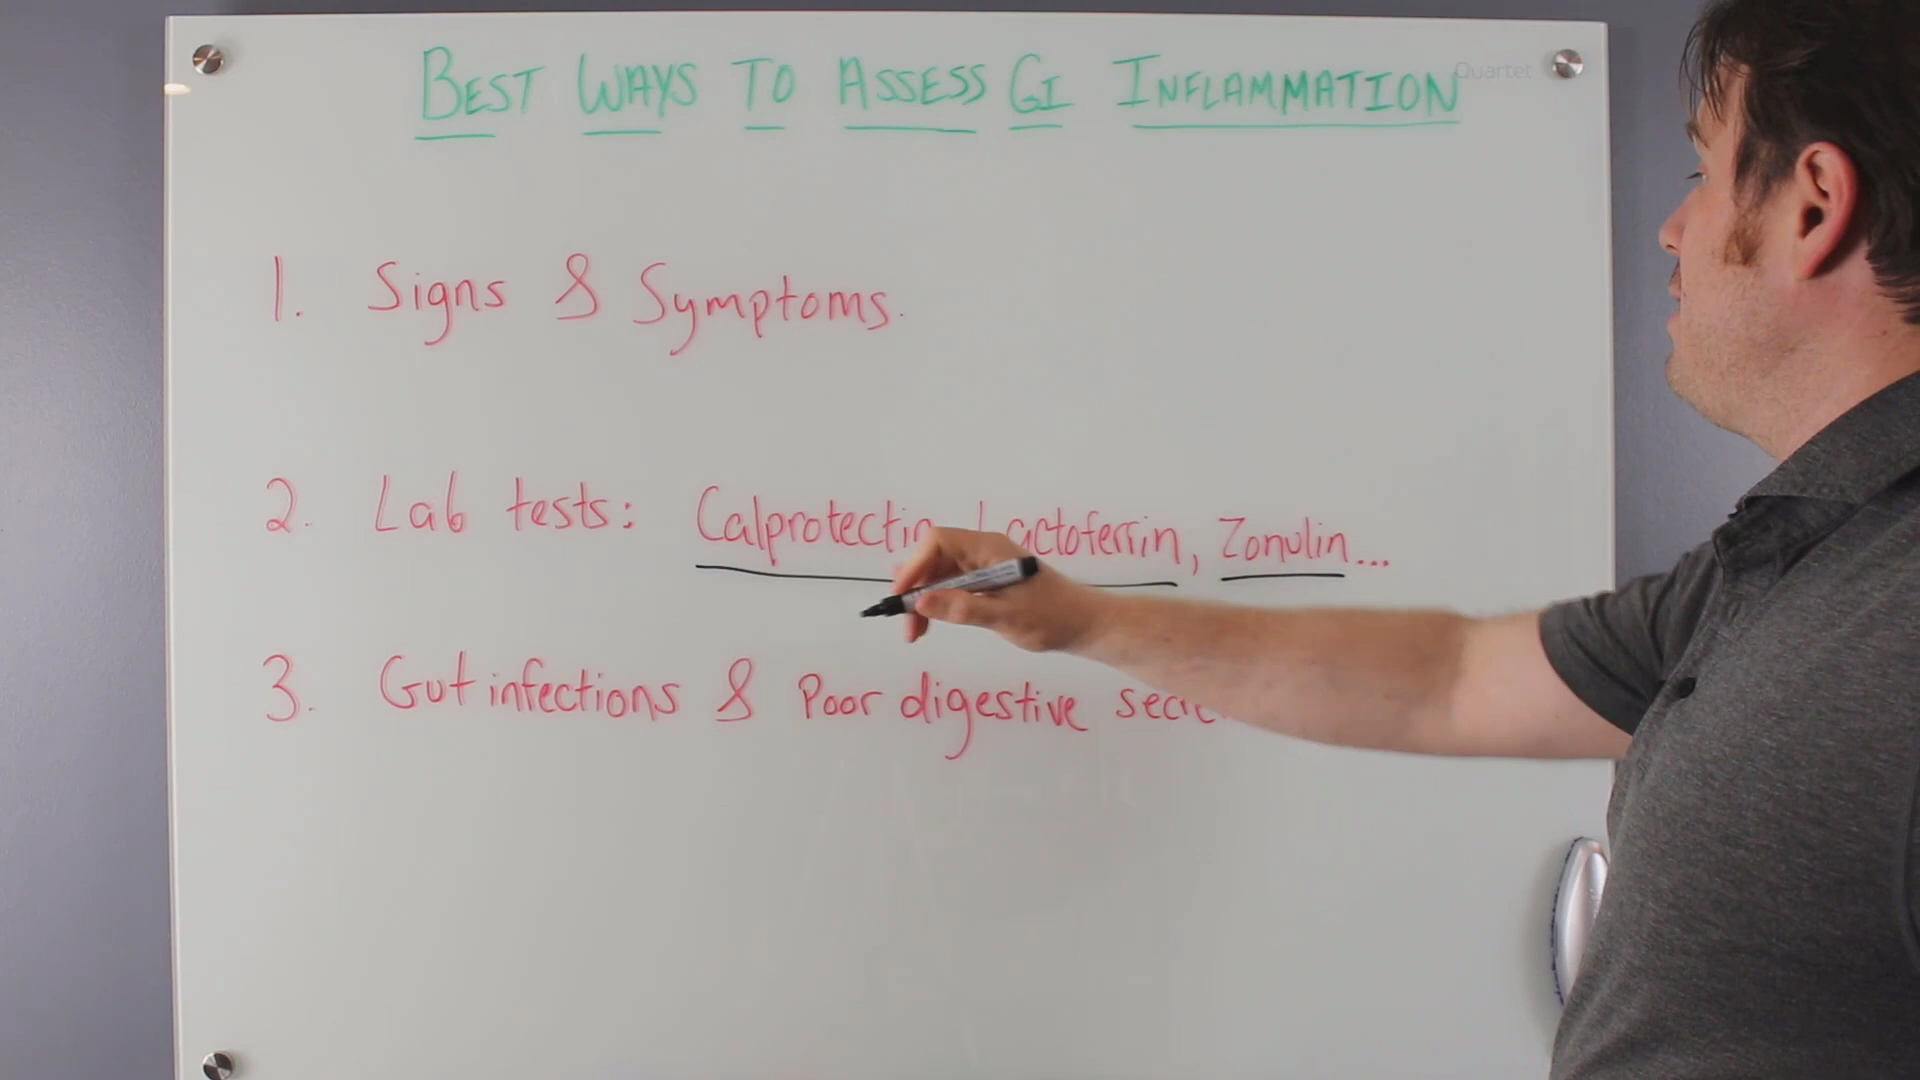 BEST WAYS TO ASSESS GI INFLAMMATION
Quartet
1. Signs & Symptoms.
2. Lab tests: Calprotectin, Lactoferrin, Zonulin...
3. Gut infections & Poor digestive